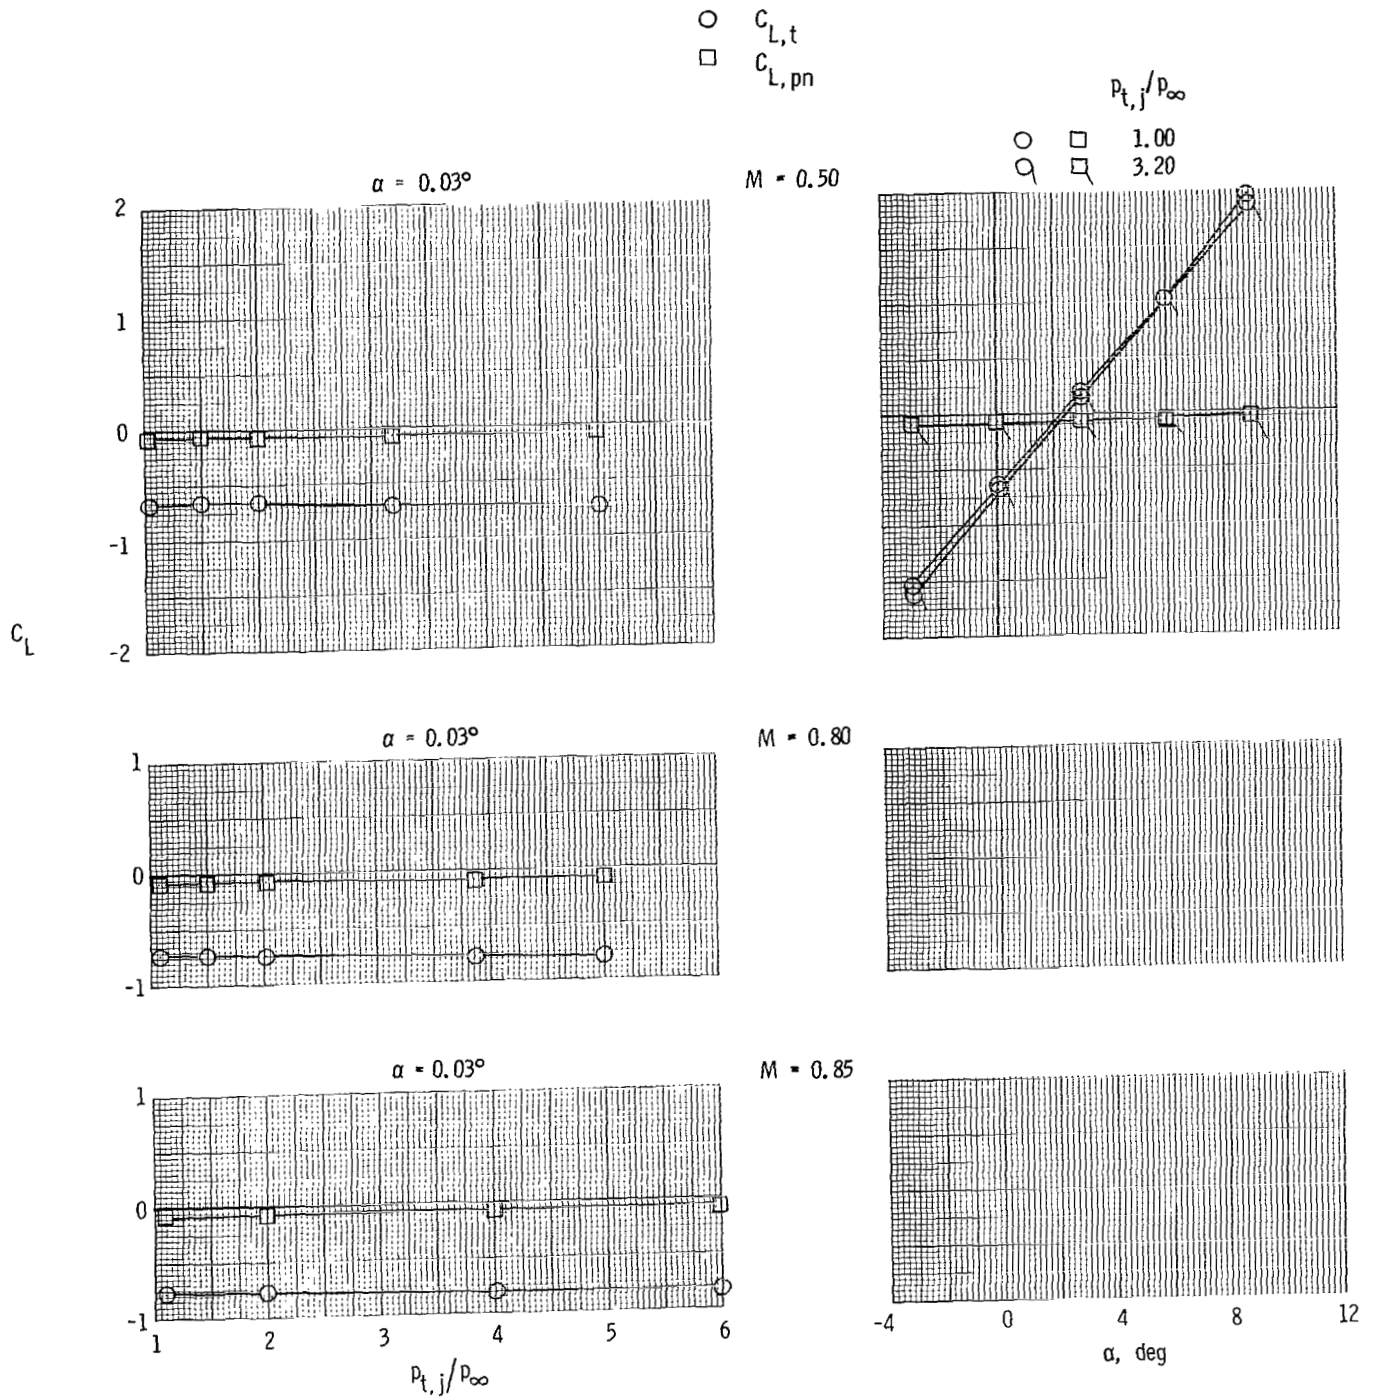 C_L,t
C_L,pn
p_t,j/p_∞
1.00
3.20
α = 0.03°
M = 0.50
2
1
0
-1
-2
C_L
α = 0.03°
M = 0.80
1
0
-1
α = 0.03°
M = 0.85
1
0
-1
1 2 3 4 5 6
p_t,j/p_∞
-4 0 4 8 12
α, deg